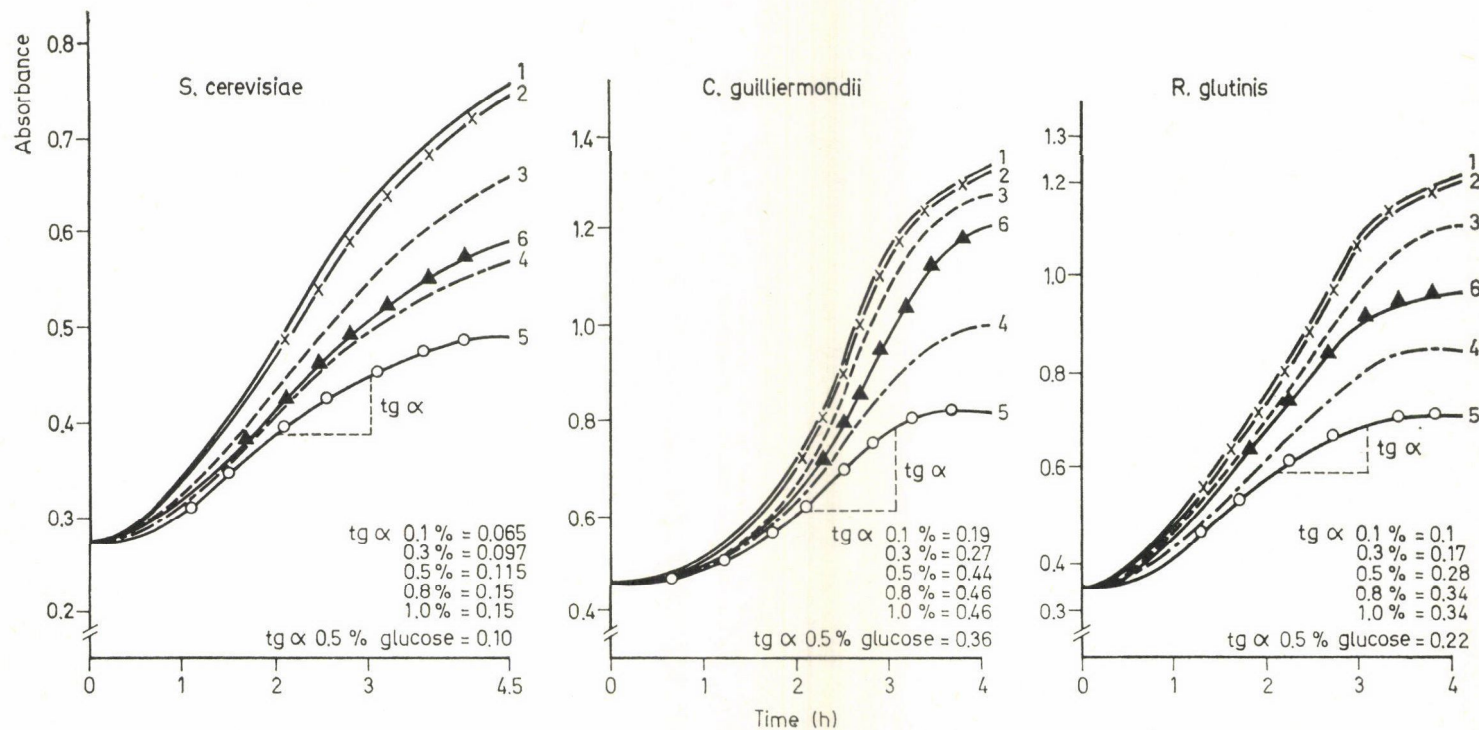 Absorbance
S. cerevisiae
0.8
0.7
0.6
0.5
0.4
0.3
0.2
1
2
3
6
4
5
tg ∝
tg ∝ 0.1 % = 0.065
0.3 % = 0.097
0.5 % = 0.115
0.8 % = 0.15
1.0 % = 0.15
tg ∝ 0.5 % glucose = 0.10
0 1 2 3 4.5
C. guilliermondii
1.4
1.2
1.0
0.8
0.6
0.4
1
2
3
6
4
5
tg ∝
tg ∝ 0.1 % = 0.19
0.3 % = 0.27
0.5 % = 0.44
0.8 % = 0.46
1.0 % = 0.46
tg ∝ 0.5 % glucose = 0.36
0 1 2 3 4
Time (h)
R. glutinis
1.3
1.2
1.0
0.8
0.6
0.4
0.3
1
2
3
6
4
5
tg ∝
tg ∝ 0.1 % = 0.1
0.3 % = 0.17
0.5 % = 0.28
0.8 % = 0.34
1.0 % = 0.34
tg ∝ 0.5 % glucose = 0.22
0 1 2 3 4